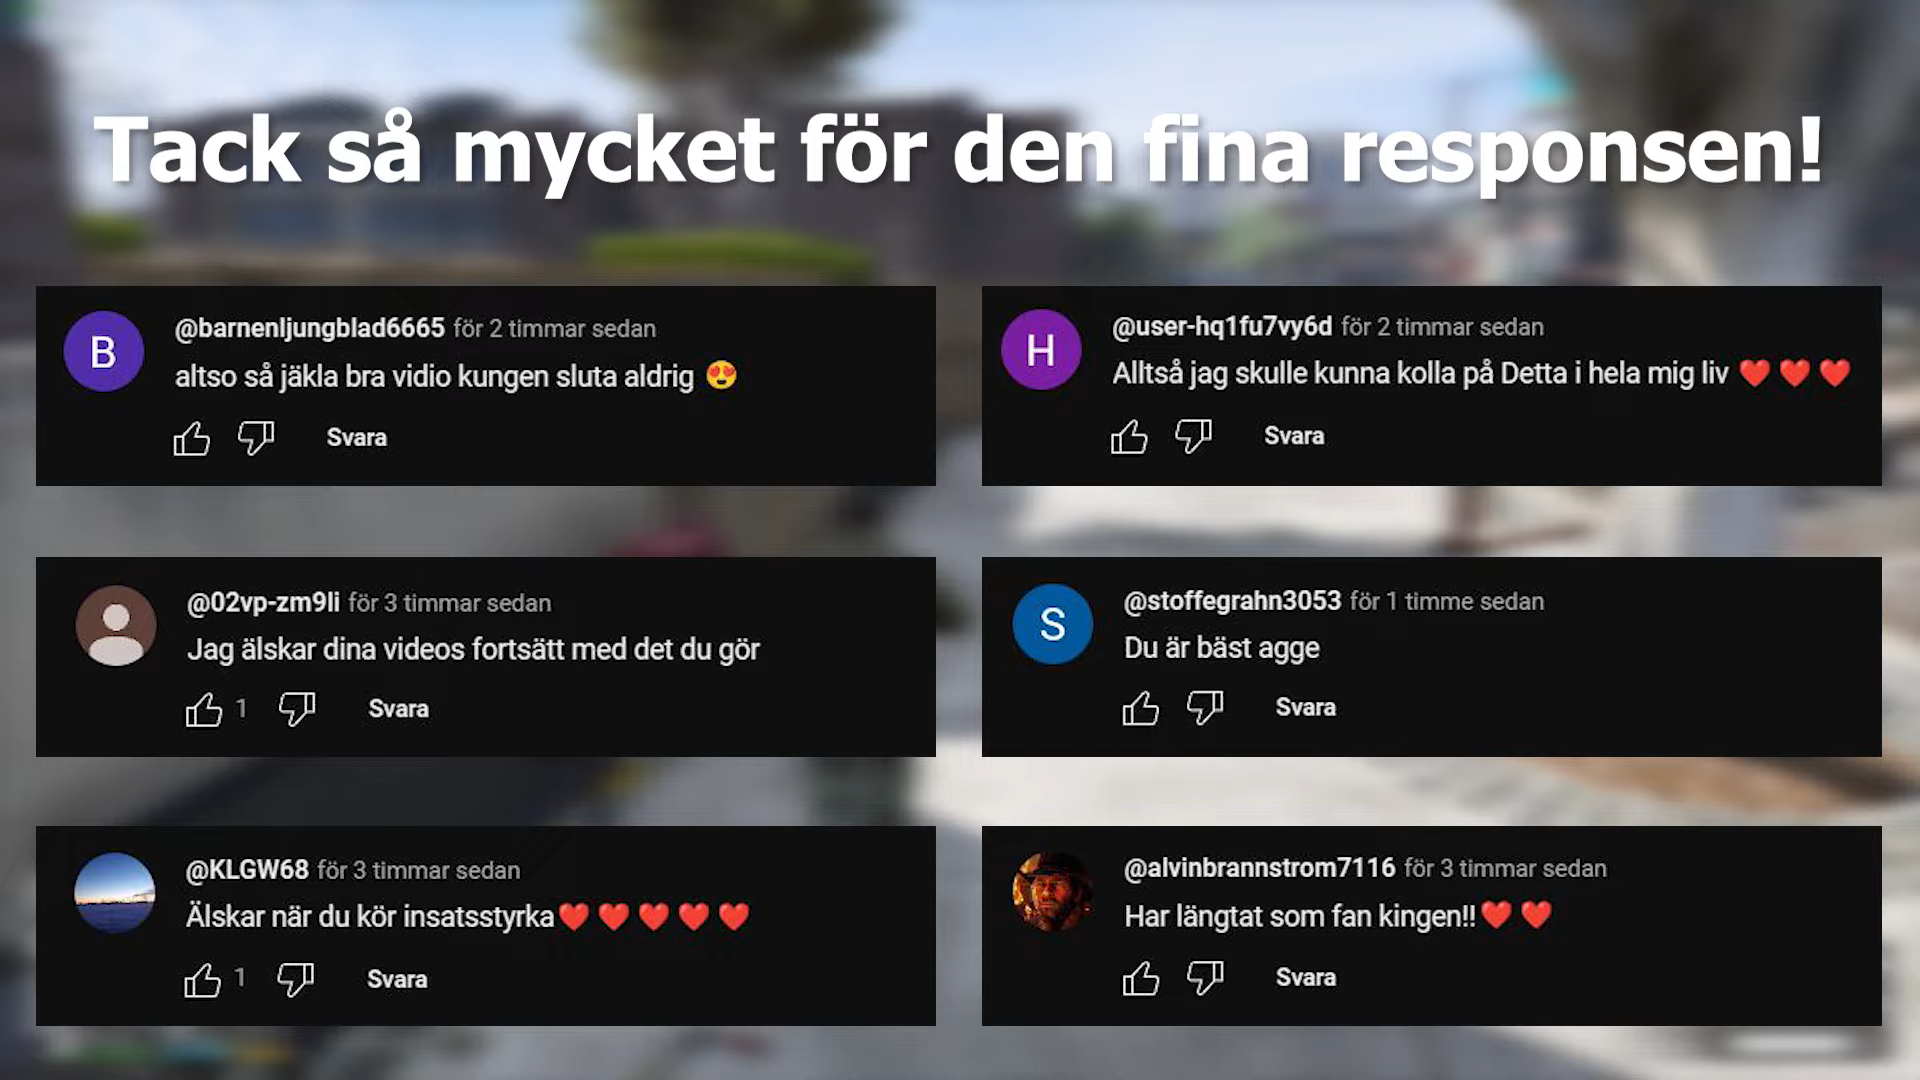 Tack så mycket för den fina responsen!
B
@barnenljungblad6665 för 2 timmar sedan
altso så jäkla bra vidio kungen sluta aldrig 😍
Svara
H
@user-hq1fu7vy6d för 2 timmar sedan
Alltså jag skulle kunna kolla på Detta i hela mig liv ❤️ ❤️ ❤️
Svara
@02vp-zm9li för 3 timmar sedan
Jag älskar dina videos fortsätt med det du gör
1 Svara
S
@stoffegrahn3053 för 1 timme sedan
Du är bäst agge
Svara
@KLGW68 för 3 timmar sedan
Älskar när du kör insatsstyrka❤️ ❤️ ❤️ ❤️ ❤️
1 Svara
@alvinbrannstrom7116 för 3 timmar sedan
Har längtat som fan kingen!!❤️ ❤️
Svara